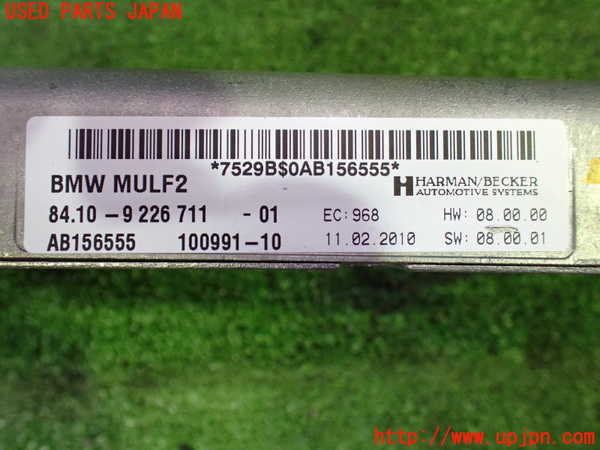 USED PARTS JAPAN
*7529B$0AB156555*
BMW MULF2
HARMAN/BECKER
AUTOMOTIVE SYSTEMS
84.10-9 226 711 -01 EC: 968 HW: 08.00.00
AB156555 100991-10 11.02.2010 SW: 08.00.01
http://www.upjpn.com